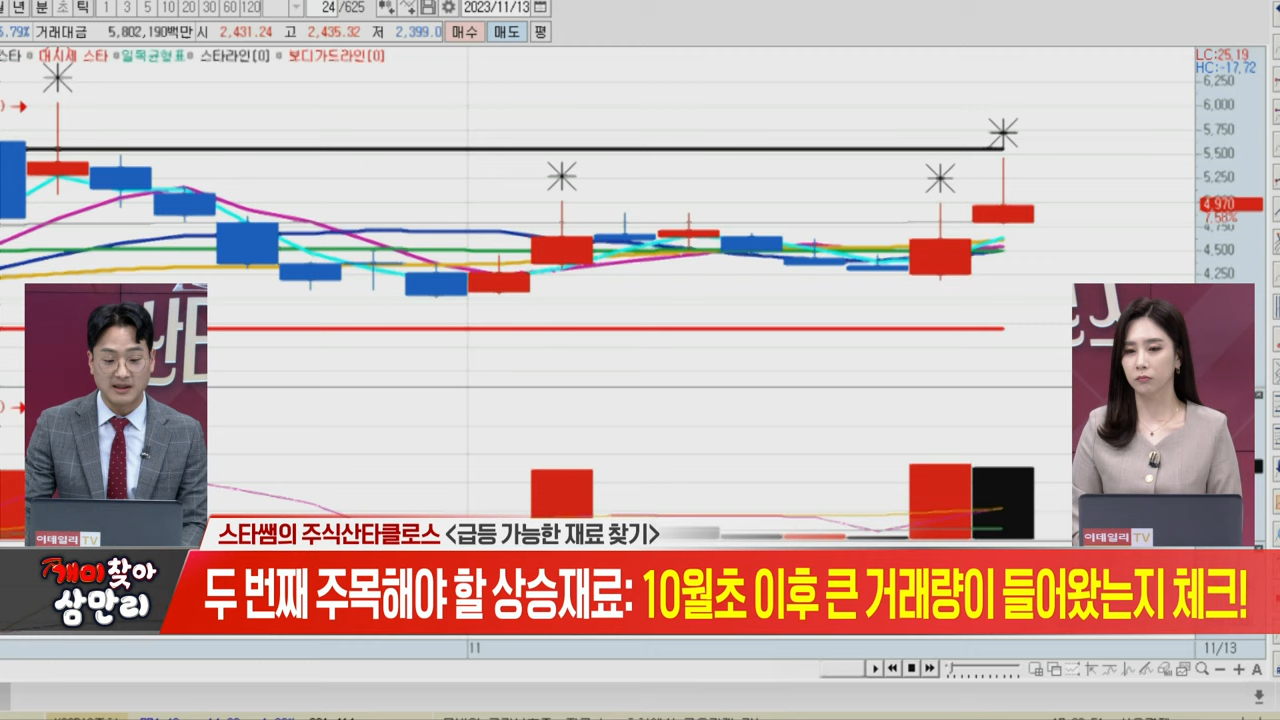 년 분 초 틱 1 3 5 10 20 30 60 120 24 /625 2023/11/13
5.79% 거래대금 5,802,190백만 시 2,431.24 고 2,435.32 저 2,399.0 매수 매도 평
스타 대시세 스타 일목균형표 스타라인[0] 보디가드라인[0]
LC:25.19
HC:-17.72
6,250
6,000
5,750
5,500
5,250
4,970
7.58%
4,750
4,500
4,250
이데일리 TV
이데일리 TV
스타쌤의 주식산타클로스 <급등 가능한 재료 찾기>
개미찾아
삼만리
두 번째 주목해야 할 상승재료: 10월초 이후 큰 거래량이 들어왔는지 체크!
11
11/13
A